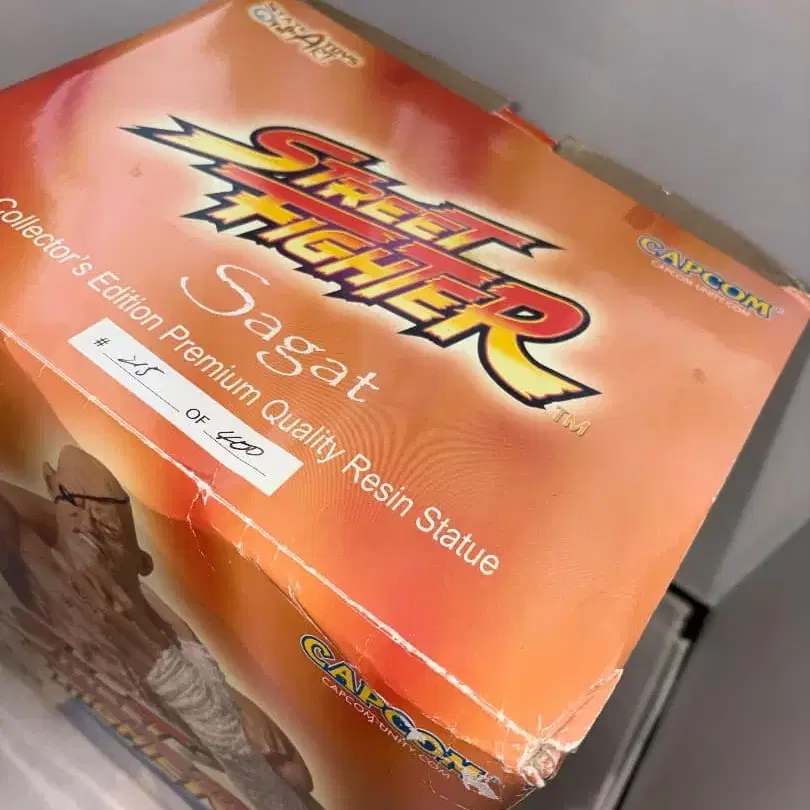 STREET
FIGHTER
TM
CAPCOM
CAPCOM-UNITY.COM
Sagat
Collector's Edition Premium Quality Resin Statue
# 215 OF 400
CAPCOM
CAPCOM-UNITY.COM